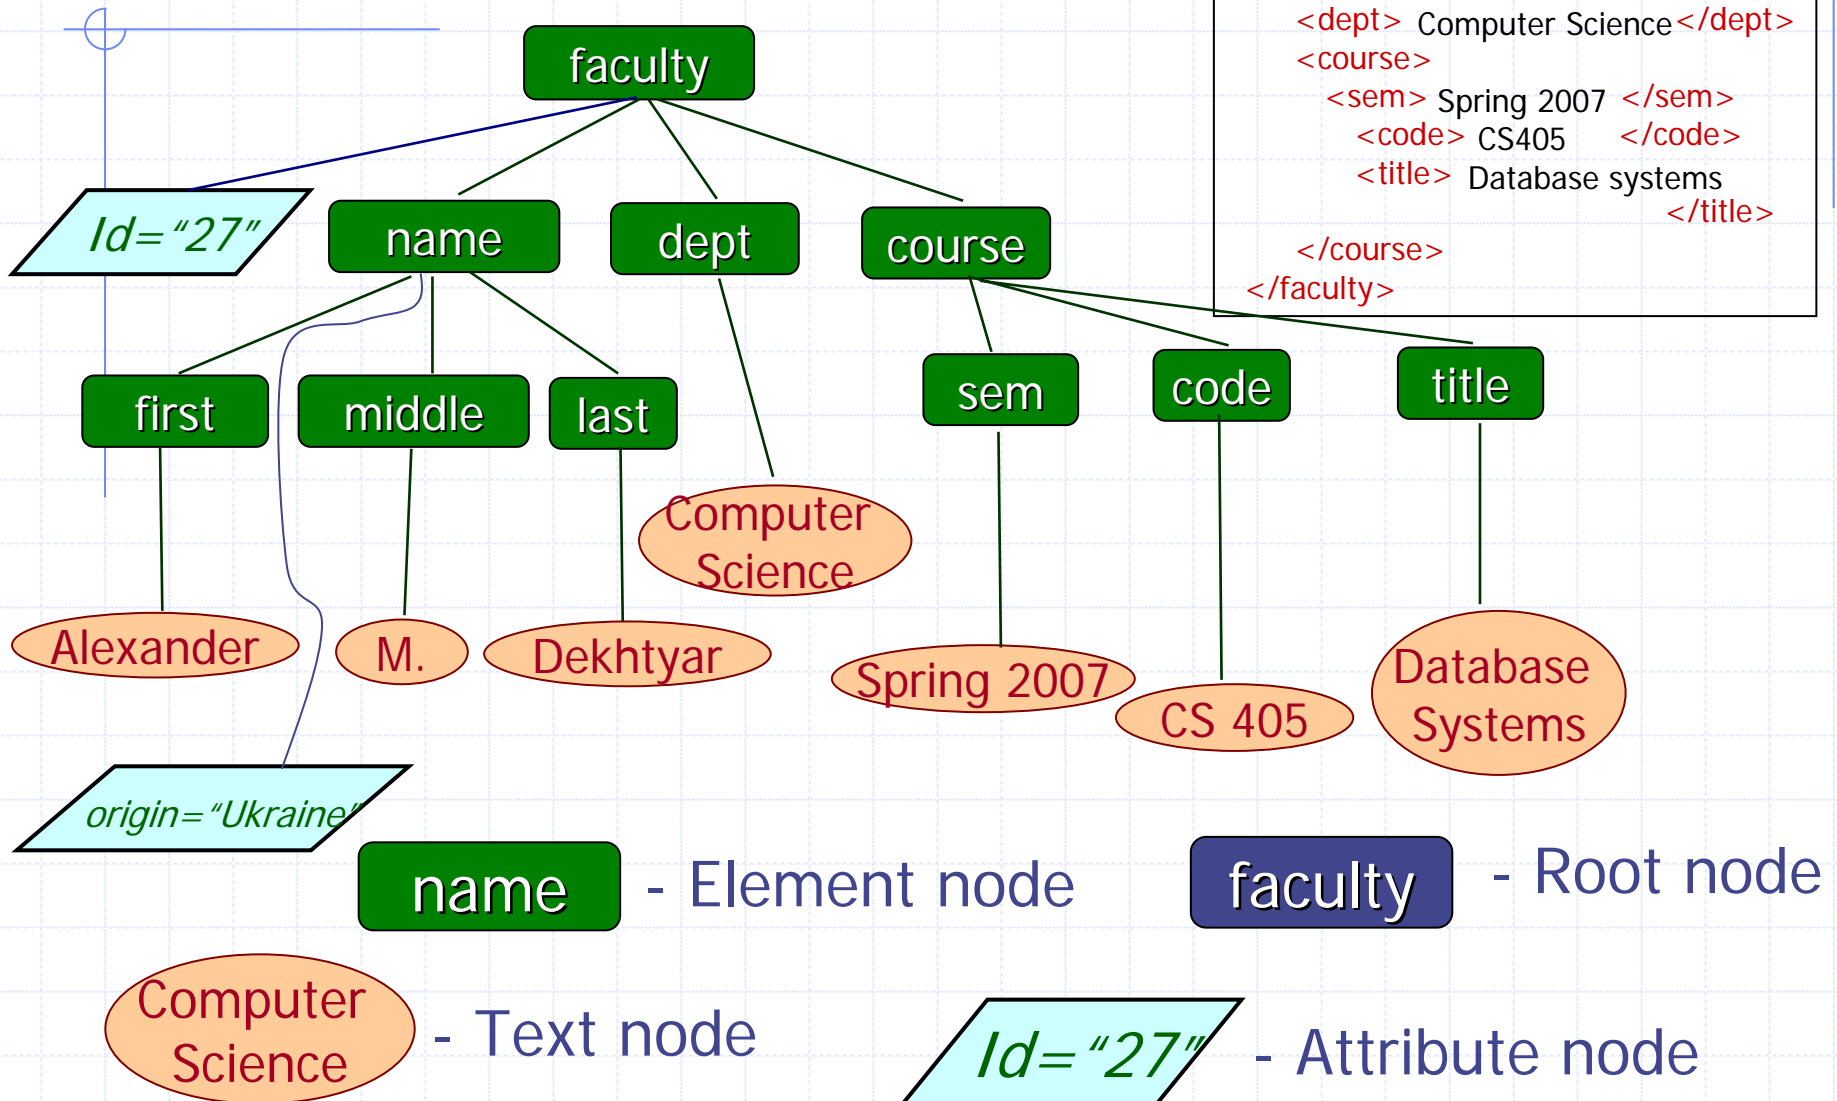 <dept> Computer Science</dept>
<course>
<sem> Spring 2007 </sem>
<code> CS405 </code>
<title> Database systems
</title>
</course>
</faculty>
faculty
Id=“27”
name
dept
course
first
middle
last
sem
code
title
Computer
Science
Alexander
M.
Dekhtyar
Spring 2007
CS 405
Database
Systems
origin=“Ukraine”
name - Element node
faculty - Root node
Computer
Science
- Text node
Id=“27” - Attribute node